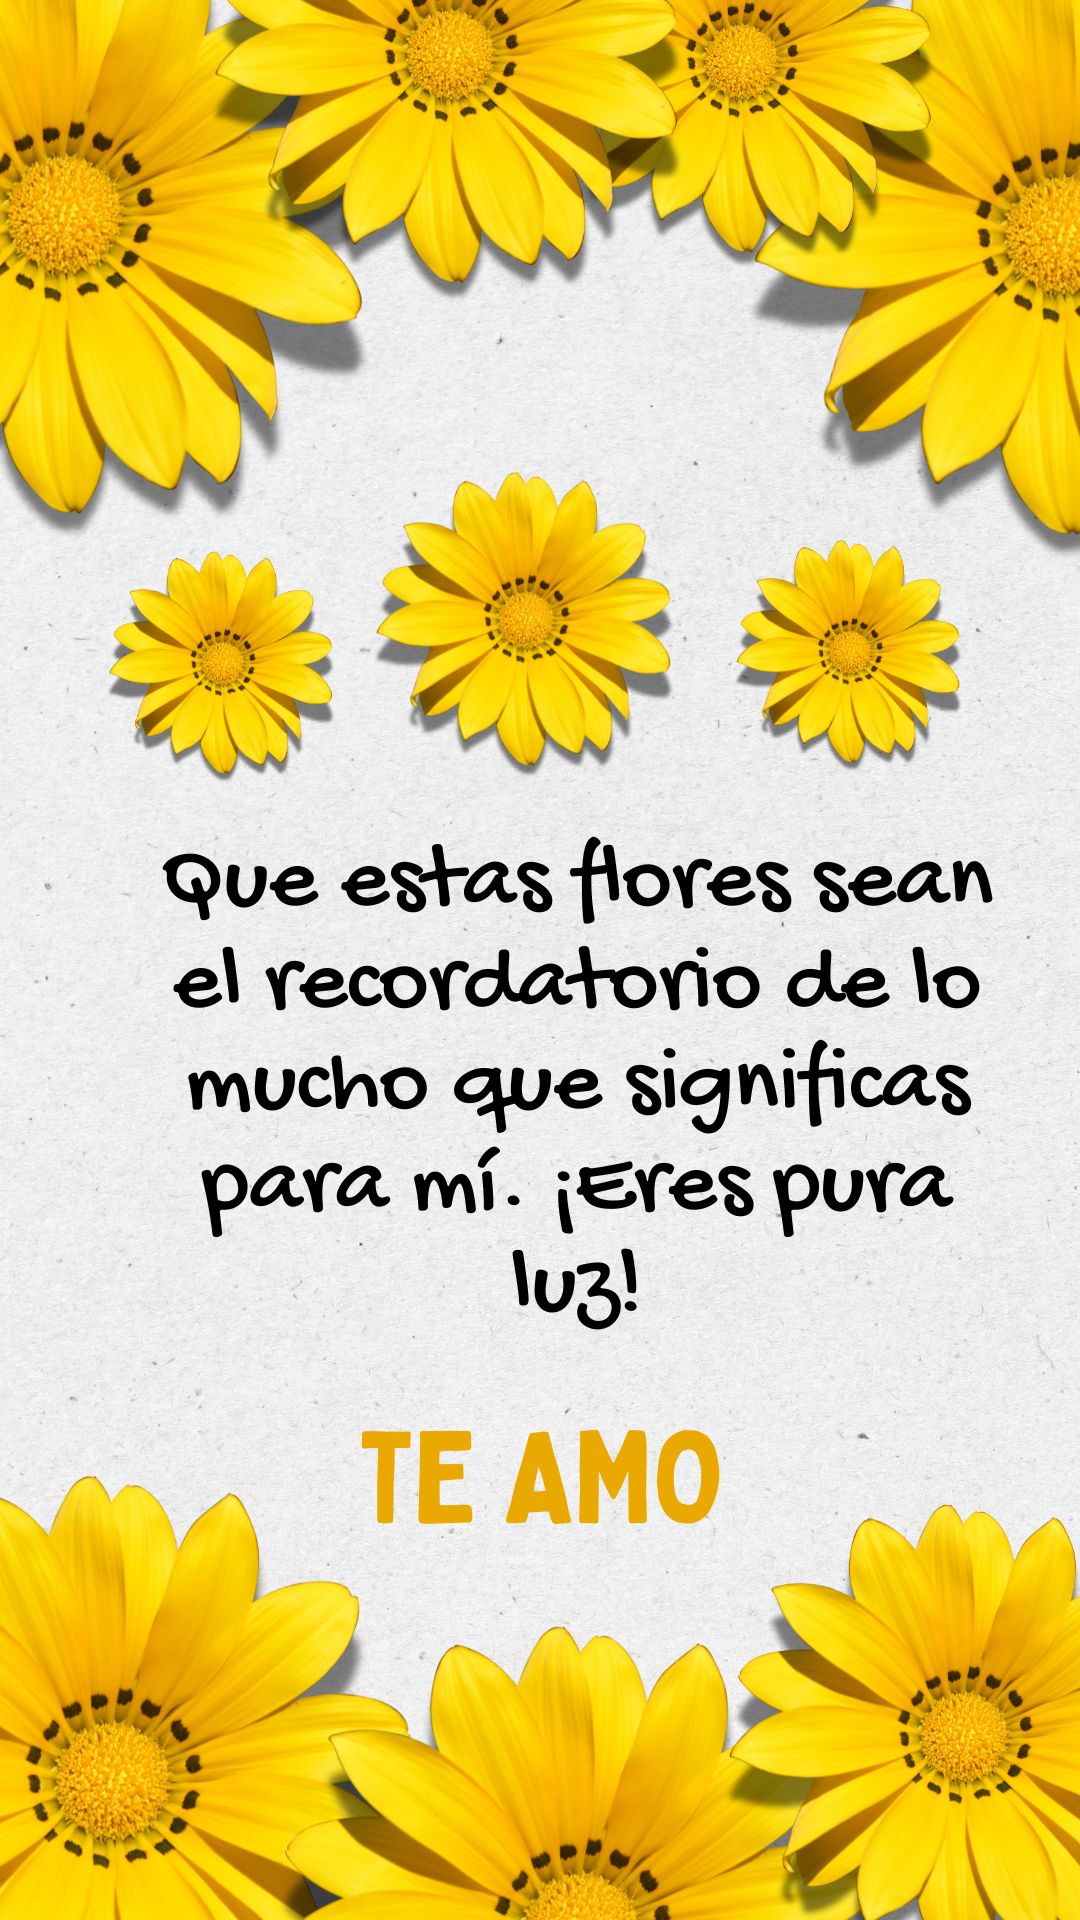 Que estas flores sean
el recordatorio de lo
mucho que significas
para mí. ¡Eres pura
luz!
TE AMO